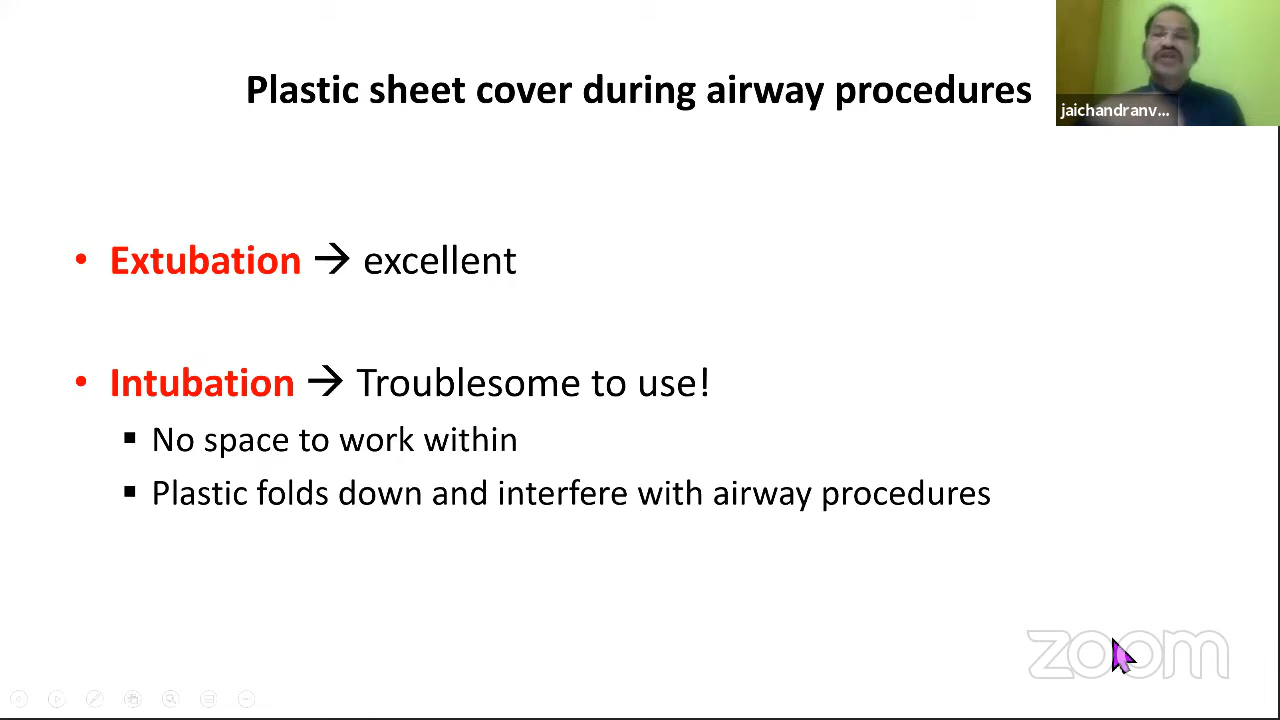 Plastic sheet cover during airway procedures
jaichandranv...
• Extubation → excellent
• Intubation → Troublesome to use!
▪ No space to work within
▪ Plastic folds down and interfere with airway procedures
zoom